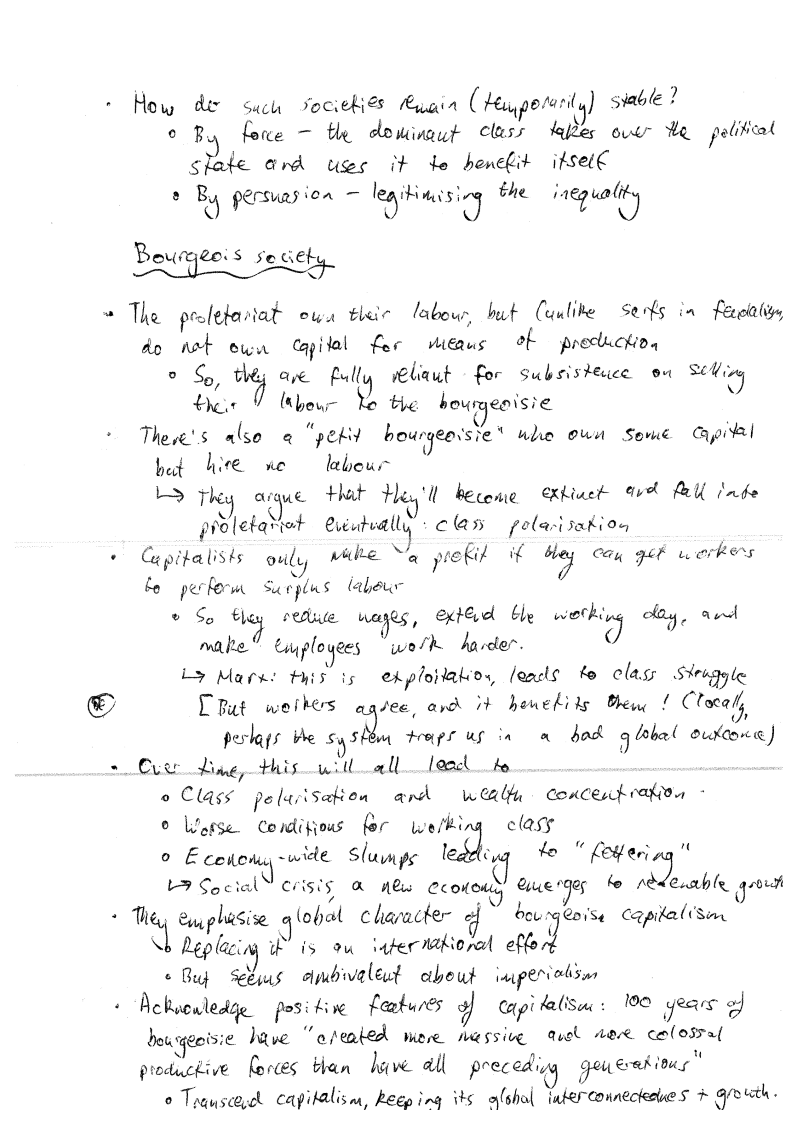 • How do such societies remain (temporarily) stable?
∘ By force – the dominant class takes over the political
state and uses it to benefit itself
∘ By persuasion – legitimising the inequality
Bourgeois society
• The proletariat own their labour, but (unlike serfs in feudalism,
do not own capital for means of production
∘ So, they are fully reliant for subsistence on selling
their labour to the bourgeoisie
• There's also a "petit bourgeoisie" who own some capital
but hire no labour
↳ They argue that they'll become extinct and fall into
proletariat eventually: class polarisation
• Capitalists only make a profit if they can get workers
to perform surplus labour
∘ So they reduce wages, extend the working day, and
make employees work harder.
↳ Marx: this is exploitation, leads to class struggle
[But workers agree, and it benefits them! (locally,
perhaps the system traps us in a bad global outcome)
• Over time, this will all lead to
∘ Class polarisation and wealth concentration
∘ Worse conditions for working class
∘ Economy-wide slumps leading to "fettering"
↳ Social crisis, a new economy emerges to re-enable growth
• They emphasise global character of bourgeoise capitalism
∘ Replacing it is an international effort
∘ But seems ambivalent about imperialism
• Acknowledge positive features of capitalism: 100 years of
bourgeoisie have "created more massive and more colossal
productive forces than have all preceding generations"
∘ Transcend capitalism, keeping its global interconnectednes + growth.